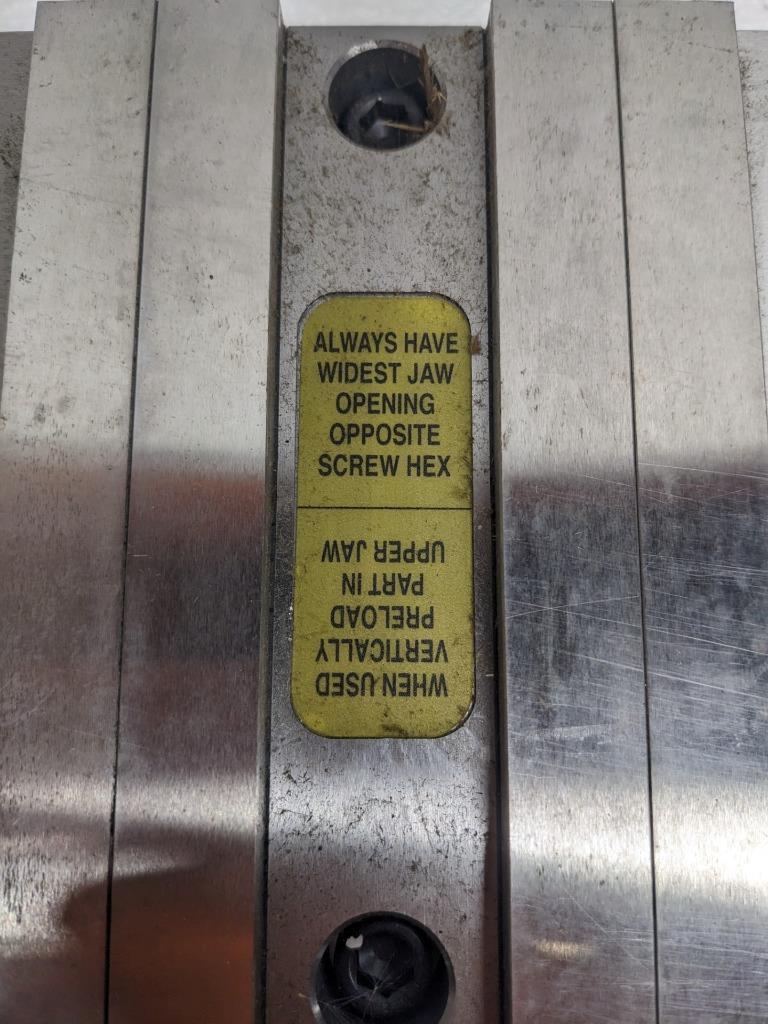 ALWAYS HAVE
WIDEST JAW
OPENING
OPPOSITE
SCREW HEX
WHEN USED
VERTICALLY
PRELOAD
PART IN
UPPER JAW